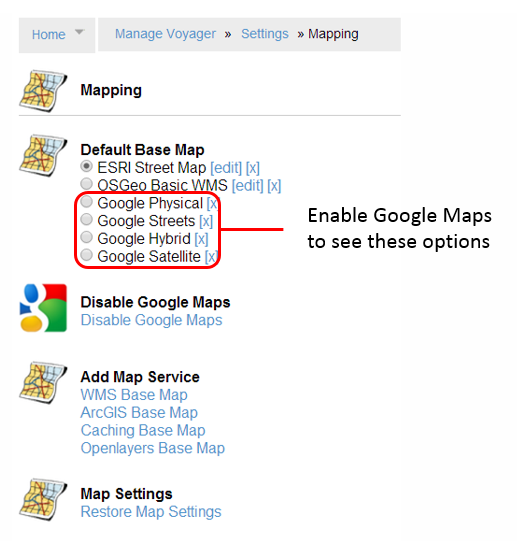 Home Manage Voyager » Settings » Mapping
Mapping
Default Base Map
ESRI Street Map [edit] [x]
OSGeo Basic WMS [edit] [x]
Google Physical [x]
Google Streets [x]
Google Hybrid [x]
Google Satellite [x]
Enable Google Maps
to see these options
Disable Google Maps
Disable Google Maps
Add Map Service
WMS Base Map
ArcGIS Base Map
Caching Base Map
Openlayers Base Map
Map Settings
Restore Map Settings